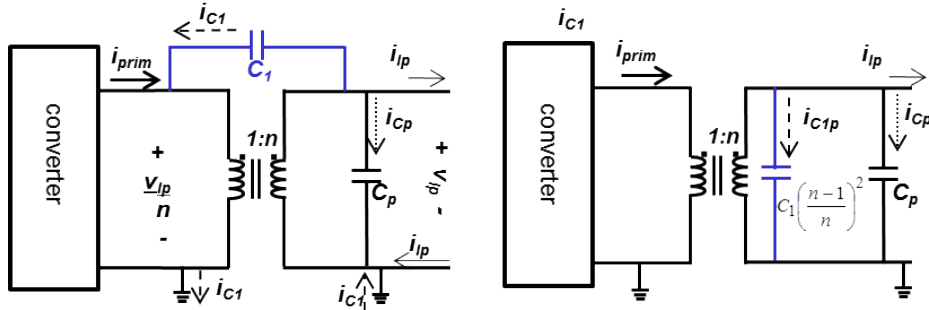 i_C1
C_1
i_prim
i_lp
i_Cp
converter
+
v_lp
n
-
1:n
C_p
+
v_lp
-
i_lp
i_C1
i_C1
i_C1
i_prim
i_lp
i_C1p
i_Cp
converter
1:n
C_1((n-1)/n)^2
C_p